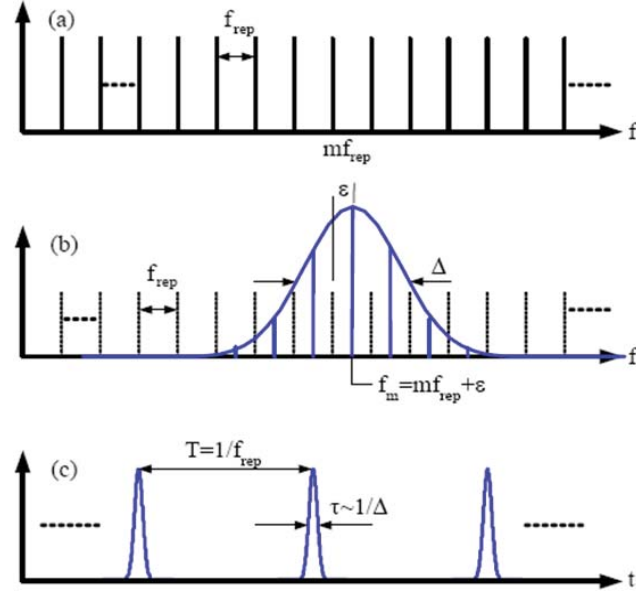 (a)
f_rep
mf_rep
f
(b)
ε
f_rep
Δ
f
f_m=mf_rep+ε
(c)
T=1/f_rep
τ~1/Δ
t